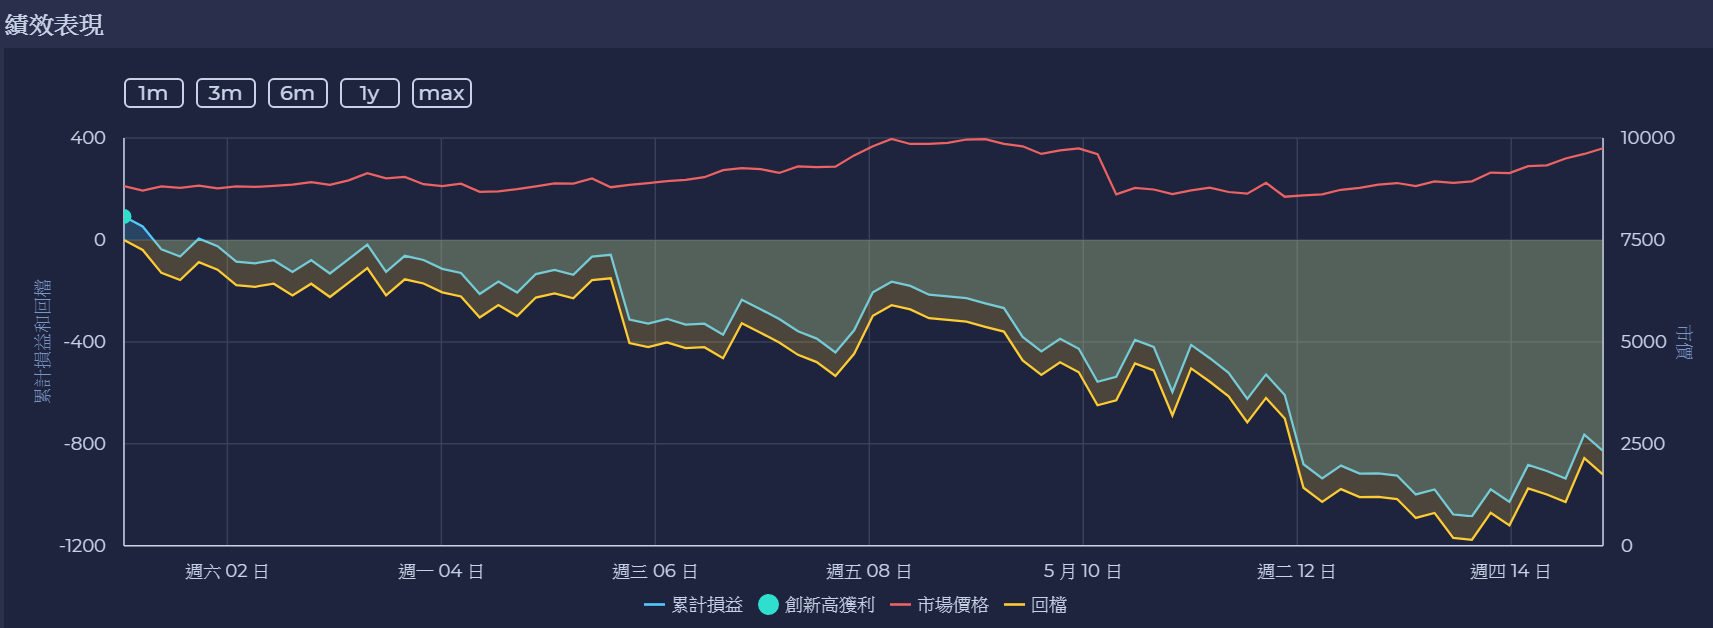 績效表現
1m 3m 6m 1y max
400
0
-400
-800
-1200
累計損益和回檔
10000
7500
5000
2500
0
市價
週六 02 日 週一 04 日 週三 06 日 週五 08 日 5 月 10 日 週二 12 日 週四 14 日
累計損益 創新高獲利 市場價格 回檔